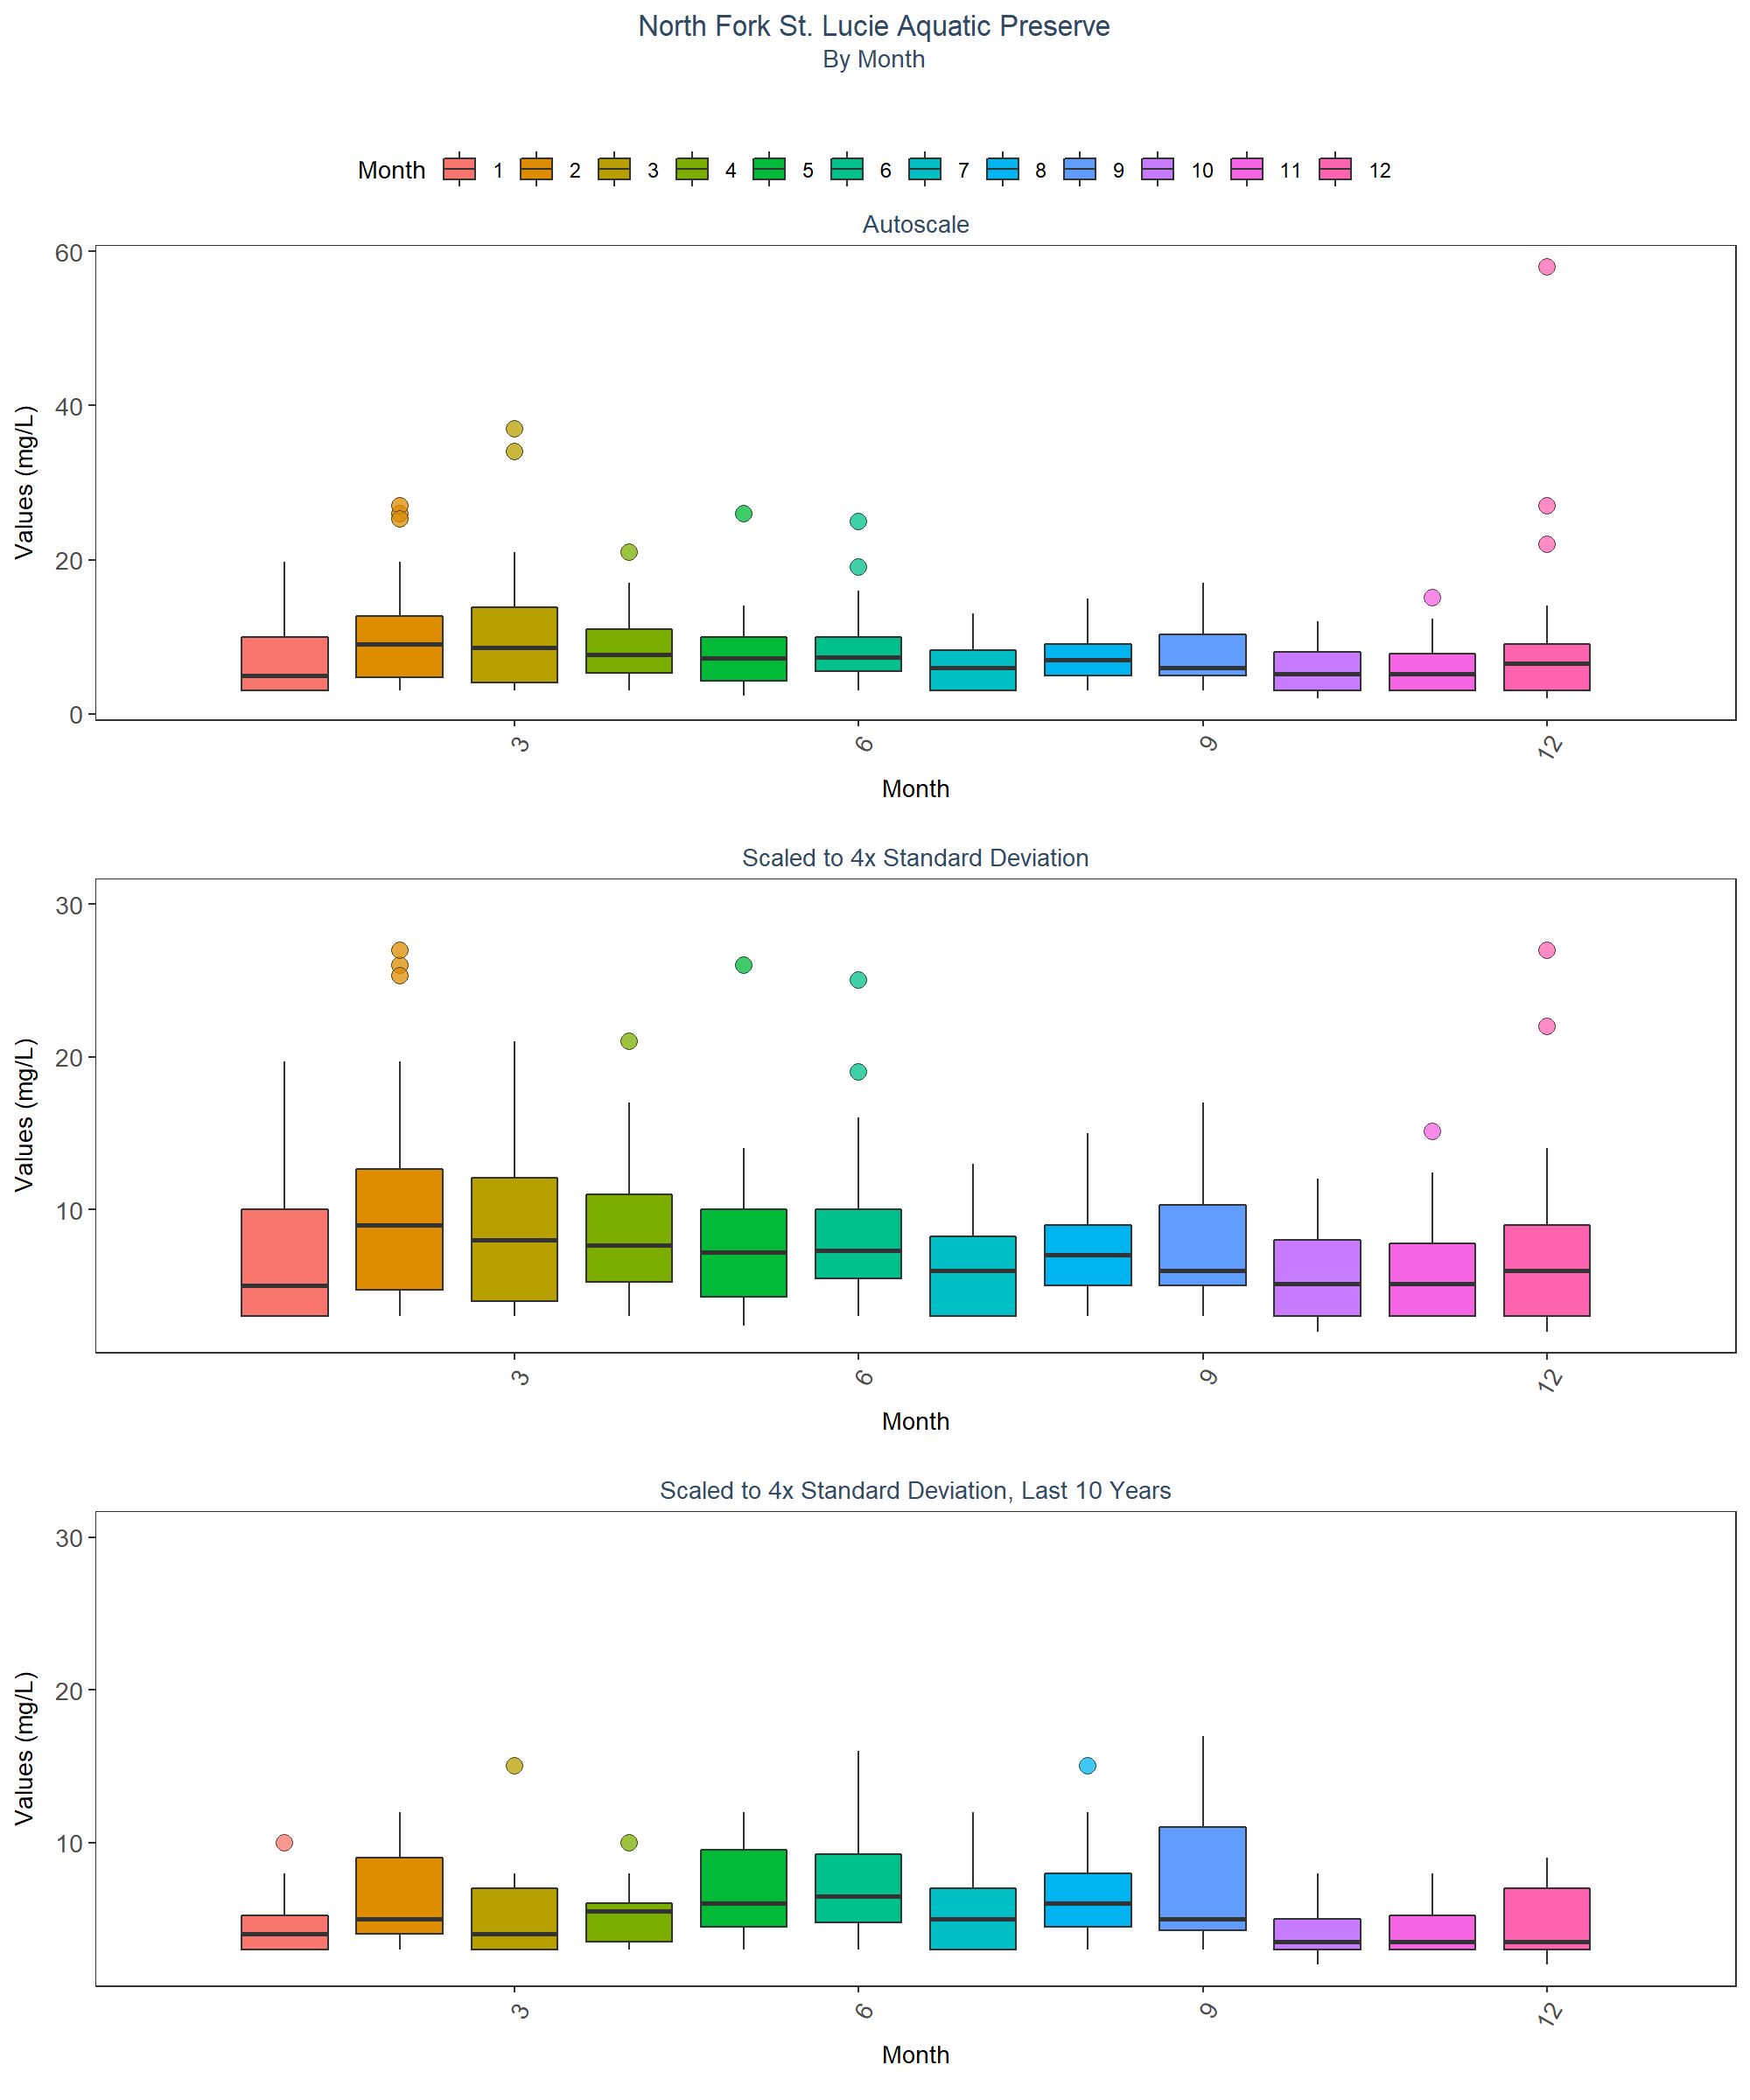 North Fork St. Lucie Aquatic Preserve
By Month
Month 1 2 3 4 5 6 7 8 9 10 11 12
Autoscale
60
40
20
0
Values (mg/L)
3 6 9 12
Month
Scaled to 4x Standard Deviation
30
20
10
Values (mg/L)
3 6 9 12
Month
Scaled to 4x Standard Deviation, Last 10 Years
30
20
10
Values (mg/L)
3 6 9 12
Month